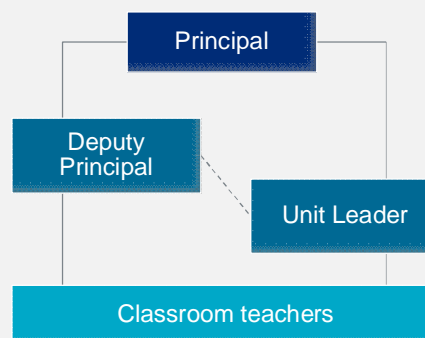 Principal
Deputy
Principal
Unit Leader
Classroom teachers